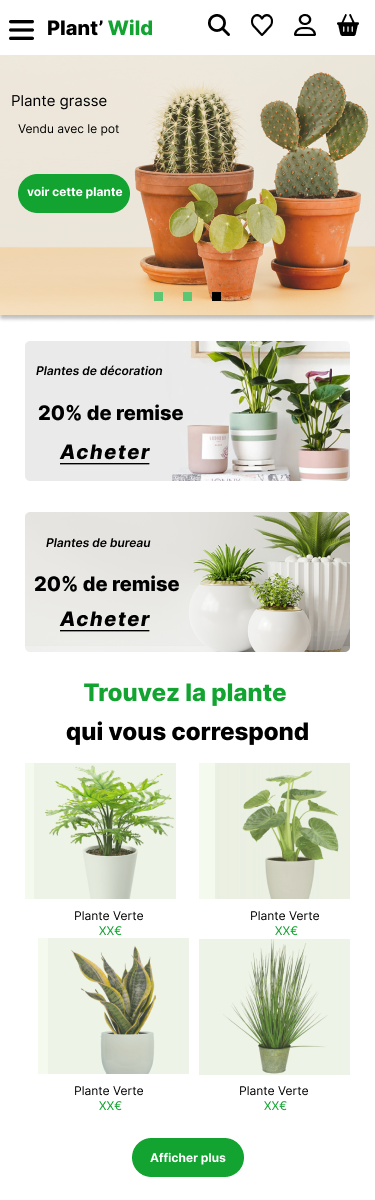 Plant’ Wild
Plante grasse
Vendu avec le pot
voir cette plante
Plantes de décoration
20% de remise
Acheter
Plantes de bureau
20% de remise
Acheter
Trouvez la plante
qui vous correspond
Plante Verte
XX€
Plante Verte
XX€
Plante Verte
XX€
Plante Verte
XX€
Afficher plus